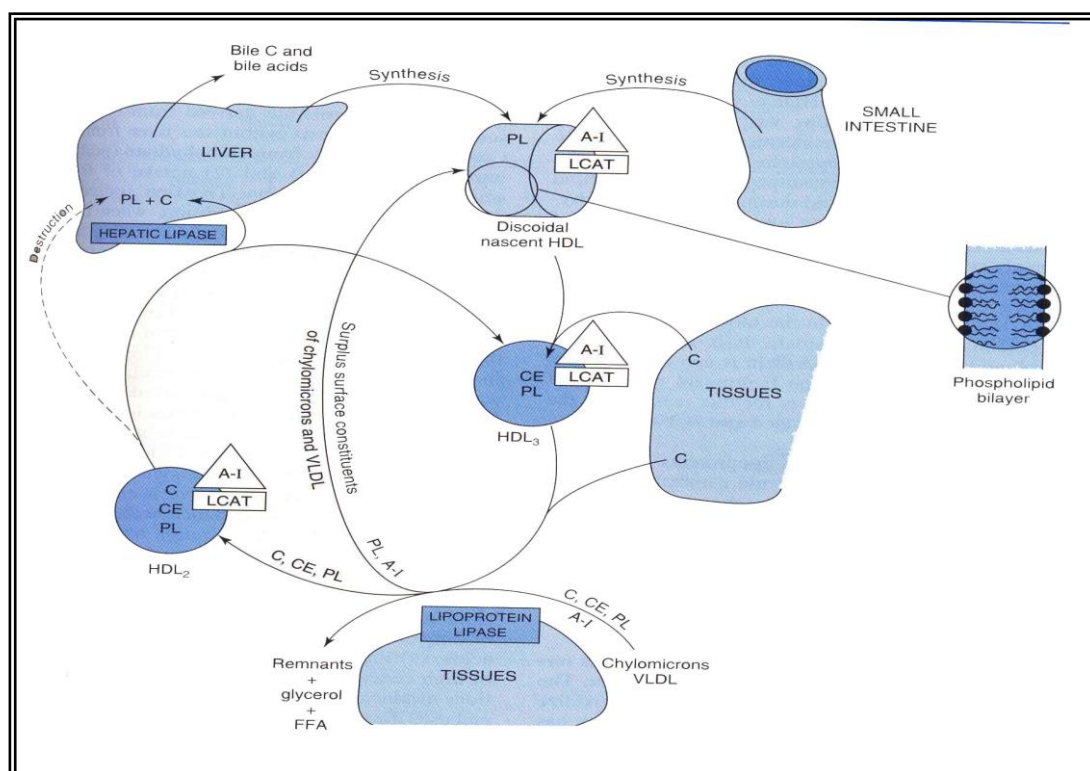 Bile C and
bile acids
Synthesis
Synthesis
SMALL
INTESTINE
LIVER
PL
A-I
LCAT
PL + C
HEPATIC LIPASE
Destruction
Discoidal
nascent HDL
Surplus surface constituents
of chylomicrons and VLDL
A-I
LCAT
CE
PL
HDL₃
C
TISSUES
C
Phospholipid
bilayer
A-I
LCAT
C
CE
PL
HDL₂
C, CE, PL
PL, A-I
C, CE, PL
A-I
LIPOPROTEIN
LIPASE
TISSUES
Remnants
+
glycerol
+
FFA
Chylomicrons
VLDL